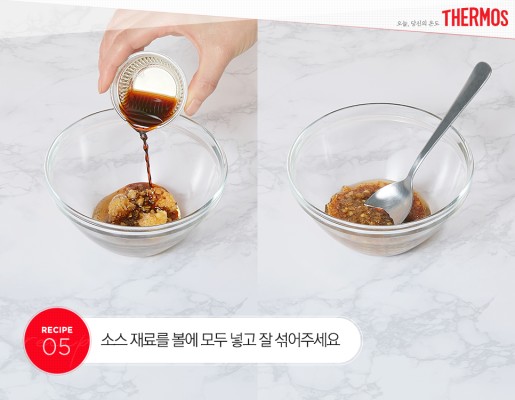 오늘, 당신의 온도 THERMOS
RECIPE
05
소스 재료를 볼에 모두 넣고 잘 섞어주세요